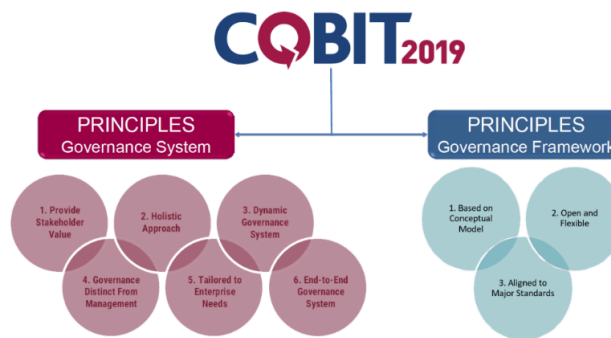 COBIT 2019
PRINCIPLES
Governance System
PRINCIPLES
Governance Framework
1. Provide
Stakeholder
Value
2. Holistic
Approach
3. Dynamic
Governance
System
4. Governance
Distinct From
Management
5. Tailored to
Enterprise
Needs
6. End-to-End
Governance
System
1. Based on
Conceptual
Model
2. Open and
Flexible
3. Aligned to
Major Standards